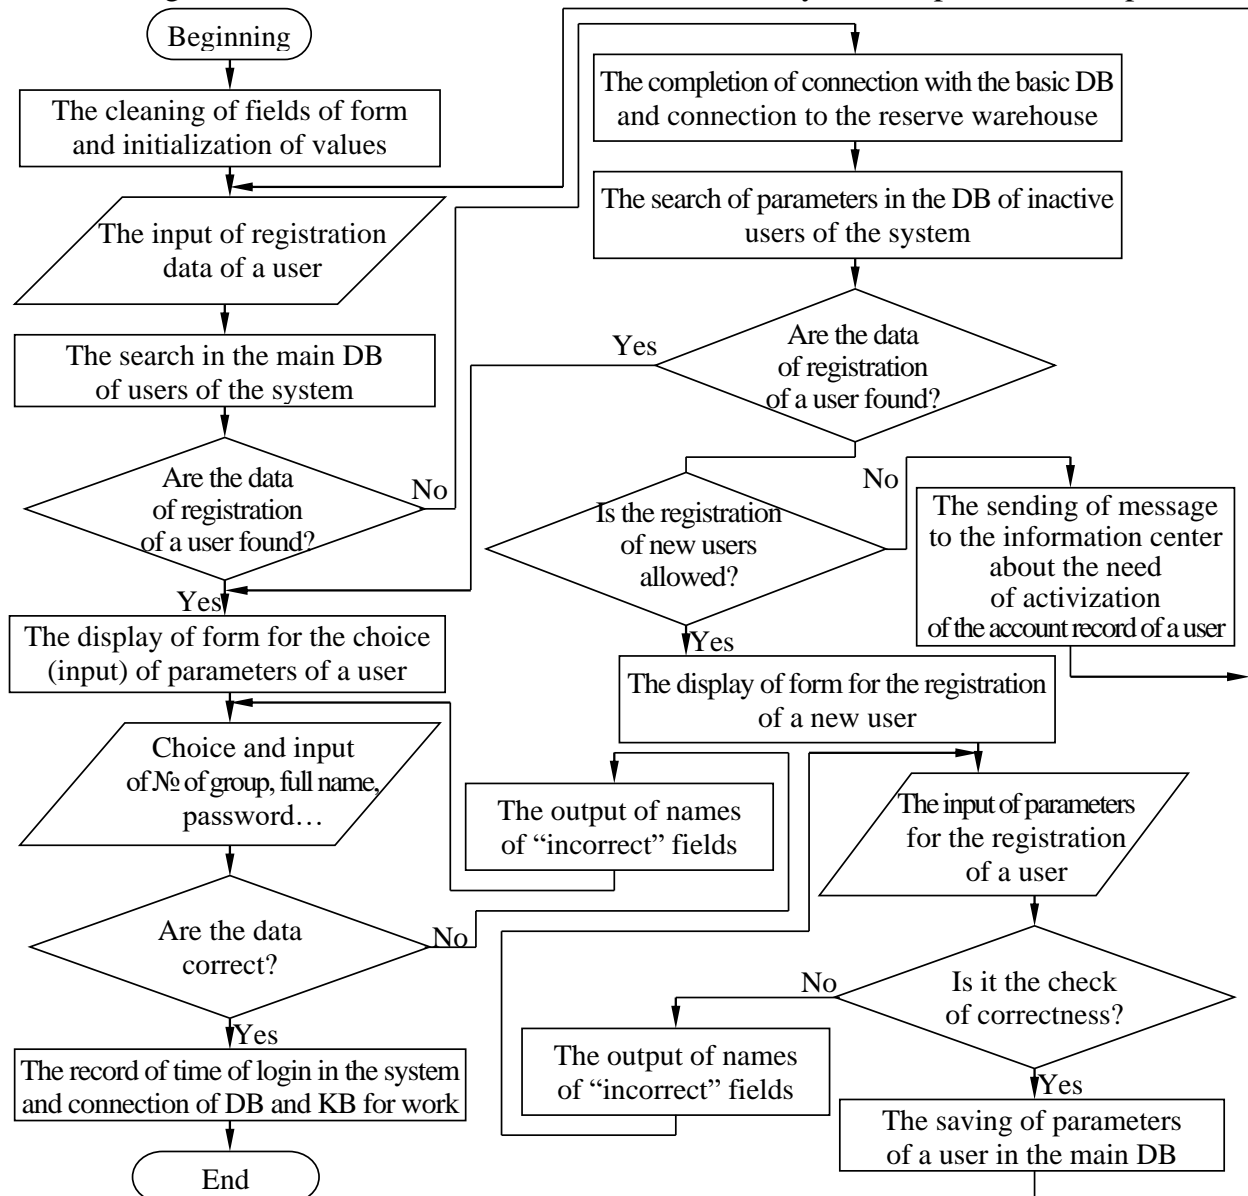 Beginning
The cleaning of fields of form
and initialization of values
The input of registration
data of a user
The search in the main DB
of users of the system
Are the data
of registration
of a user found?
No
Yes
The display of form for the choice
(input) of parameters of a user
Choice and input
of № of group, full name,
password…
Are the data
correct?
No
Yes
The record of time of login in the system
and connection of DB and KB for work
End
The completion of connection with the basic DB
and connection to the reserve warehouse
The search of parameters in the DB of inactive
users of the system
Yes
Are the data
of registration
of a user found?
Is the registration
of new users
allowed?
No
The sending of message
to the information center
about the need
of activization
of the account record of a user
Yes
The display of form for the registration
of a new user
The output of names
of “incorrect” fields
The input of parameters
for the registration
of a user
Is it the check
of correctness?
No
The output of names
of “incorrect” fields
Yes
The saving of parameters
of a user in the main DB